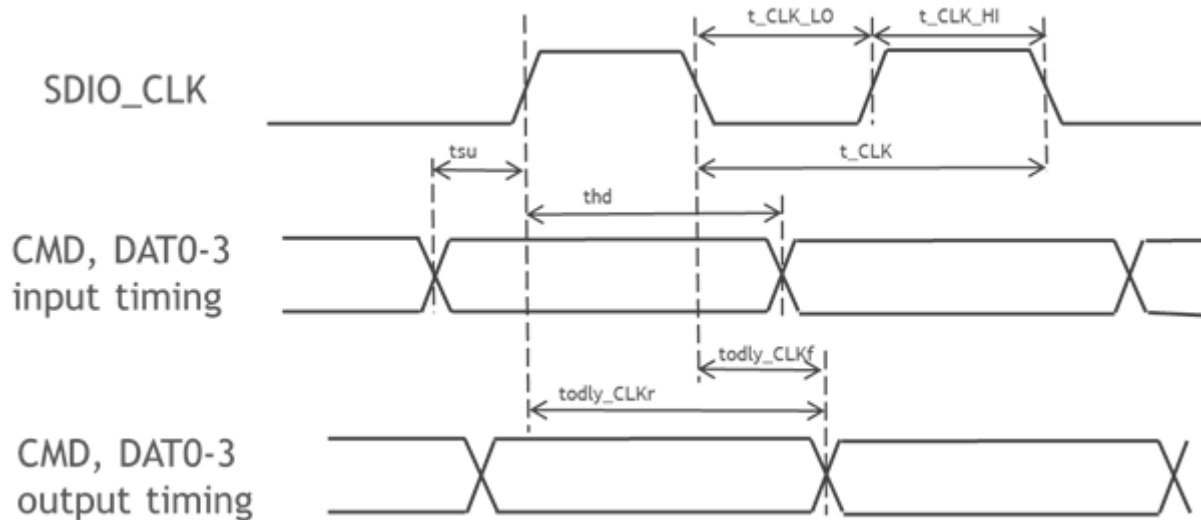 t_CLK_LO
t_CLK_HI
SDIO_CLK
tsu
t_CLK
thd
CMD, DAT0-3
input timing
todly_CLKf
todly_CLKr
CMD, DAT0-3
output timing